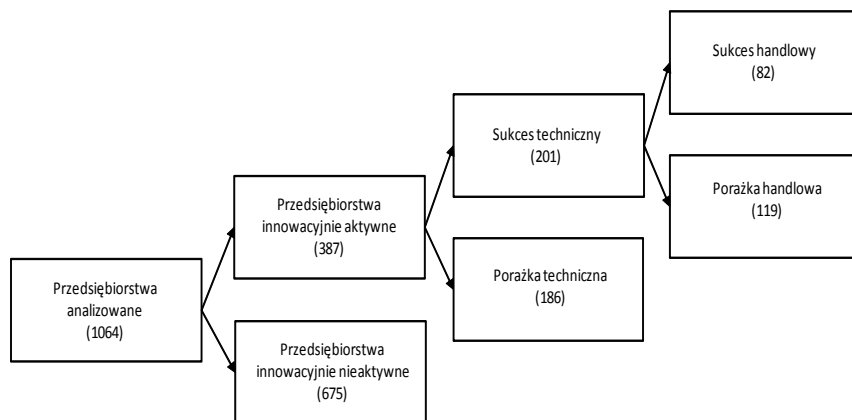 Przedsiębiorstwa
analizowane
(1064)
Przedsiębiorstwa
innowacyjnie aktywne
(387)
Przedsiębiorstwa
innowacyjnie nieaktywne
(675)
Sukces techniczny
(201)
Porażka techniczna
(186)
Sukces handlowy
(82)
Porażka handlowa
(119)